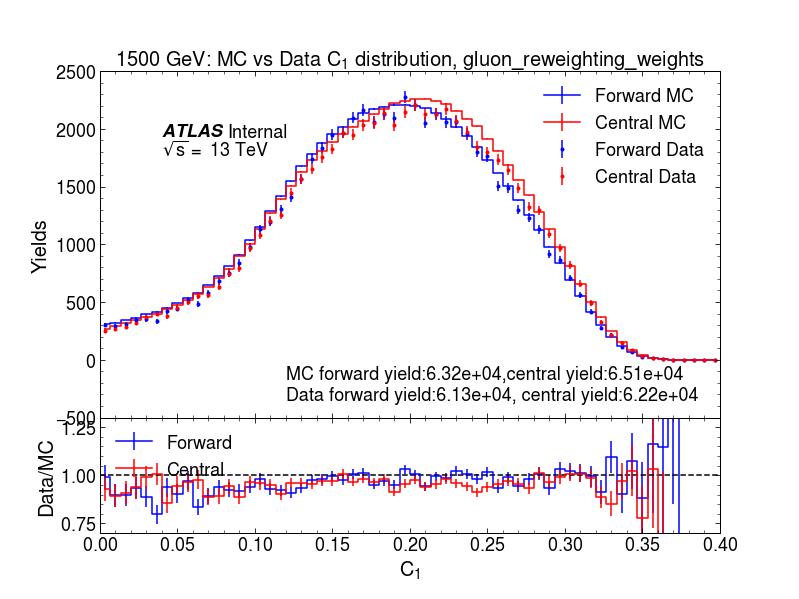 1500 GeV: MC vs Data C1 distribution, gluon_reweighting_weights
2500
2000
1500
1000
500
0
−500
Yields
ATLAS Internal
√s = 13 TeV
Forward MC
Central MC
Forward Data
Central Data
MC forward yield:6.32e+04,central yield:6.51e+04
Data forward yield:6.13e+04, central yield:6.22e+04
1.25
1.00
0.75
Data/MC
Forward
Central
0.00 0.05 0.10 0.15 0.20 0.25 0.30 0.35 0.40
C1